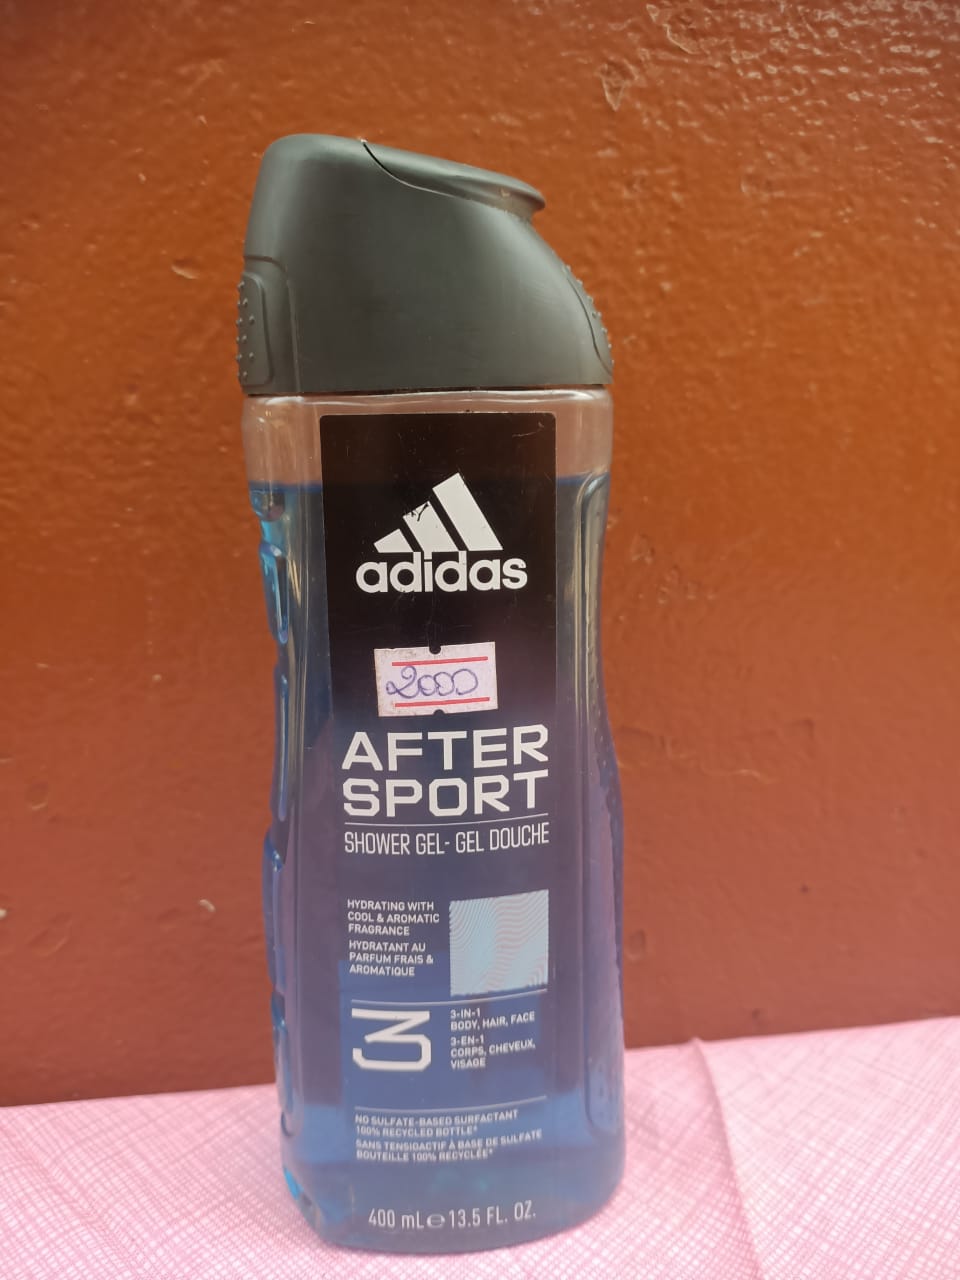 adidas
2000
AFTER
SPORT
SHOWER GEL- GEL DOUCHE
HYDRATING WITH
COOL & AROMATIC
FRAGRANCE
HYDRATANT AU
PARFUM FRAIS &
AROMATIQUE
3
3-IN-1
BODY, HAIR, FACE
3-EN-1
CORPS, CHEVEUX,
VISAGE
NO SULFATE-BASED SURFACTANT
100% RECYCLED BOTTLE*
SANS TENSIOACTIF À BASE DE SULFATE
BOUTEILLE 100% RECYCLÉE*
400 mL e 13.5 FL. OZ.